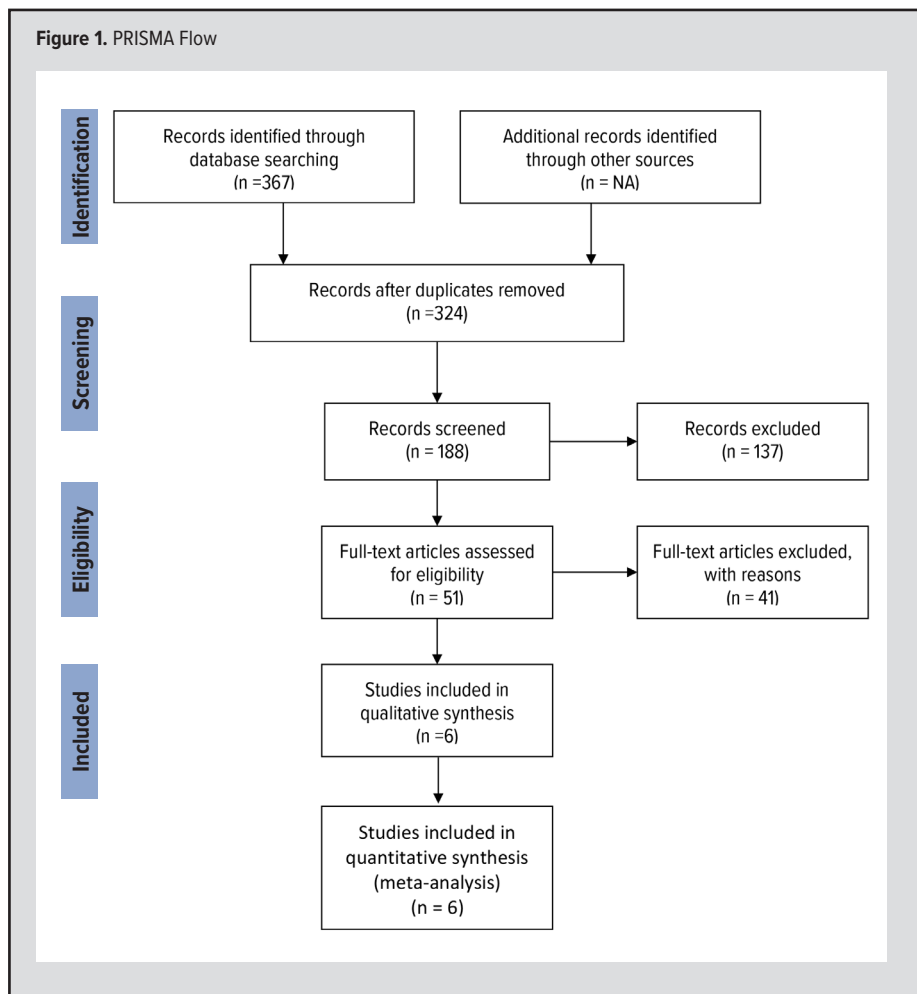 Figure 1. PRISMA Flow
Identification
Records identified through
database searching
(n =367)
Additional records identified
through other sources
(n = NA)
Screening
Records after duplicates removed
(n =324)
Records screened
(n = 188)
Records excluded
(n = 137)
Eligibility
Full-text articles assessed
for eligibility
(n = 51)
Full-text articles excluded,
with reasons
(n = 41)
Included
Studies included in
qualitative synthesis
(n =6)
Studies included in
quantitative synthesis
(meta-analysis)
(n = 6)